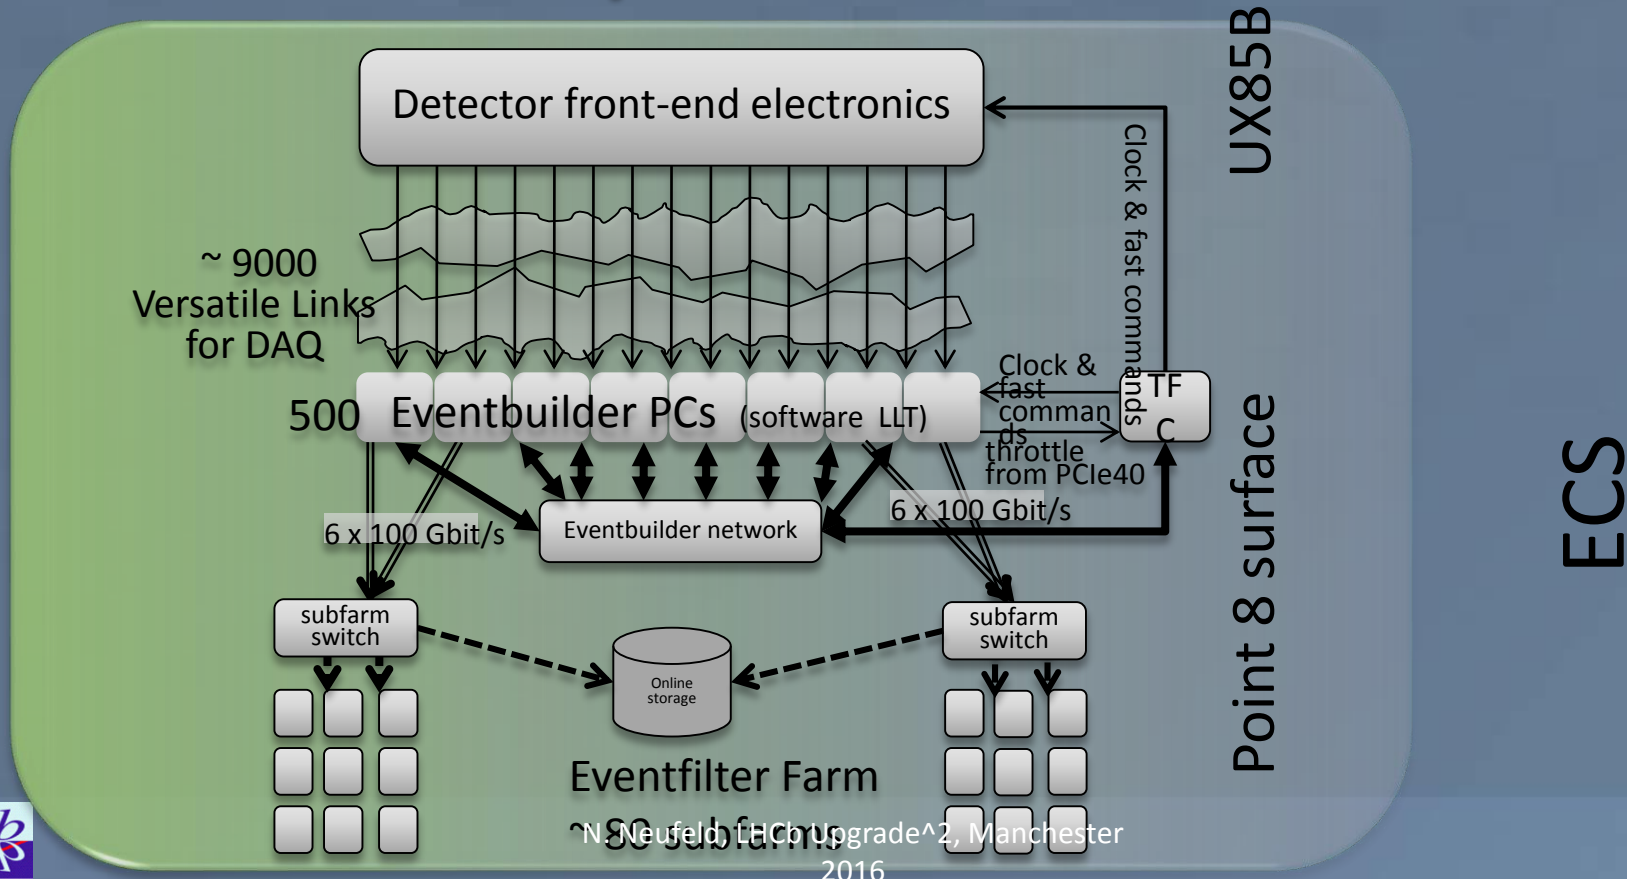 UX85B
Detector front-end electronics
Clock & fast commands
~ 9000
Versatile Links
for DAQ
500 Eventbuilder PCs (software LLT)
Clock &
fast
comman
ds
throttle
from PCIe40
TF
C
6 x 100 Gbit/s
Eventbuilder network
6 x 100 Gbit/s
Point 8 surface
ECS
subfarm
switch
subfarm
switch
Online
storage
Eventfilter Farm
~ 80 subfarms
N. Neufeld, LHCb Upgrade^2, Manchester
2016